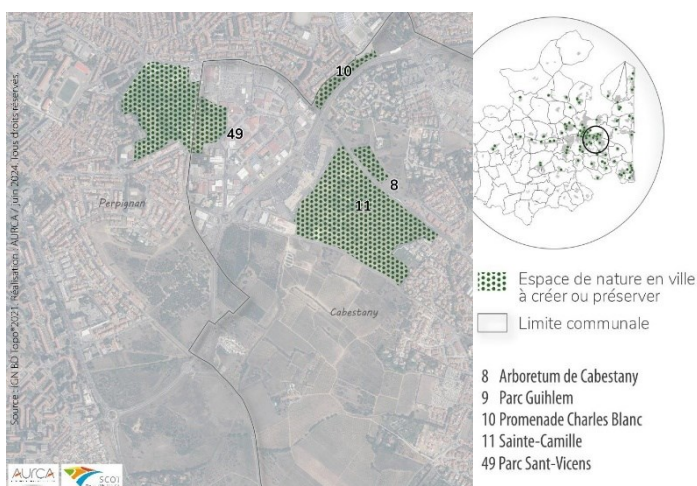 10
49
8
11
Perpignan
Cabestany
Source : IGN BD Topo® 2021. Réalisation : AURCA / juin 2024. Tous droits réservés.
AURCA
SCOT
Espace de nature en ville
à créer ou préserver
Limite communale
8 Arboretum de Cabestany
9 Parc Guihlem
10 Promenade Charles Blanc
11 Sainte-Camille
49 Parc Sant-Vicens